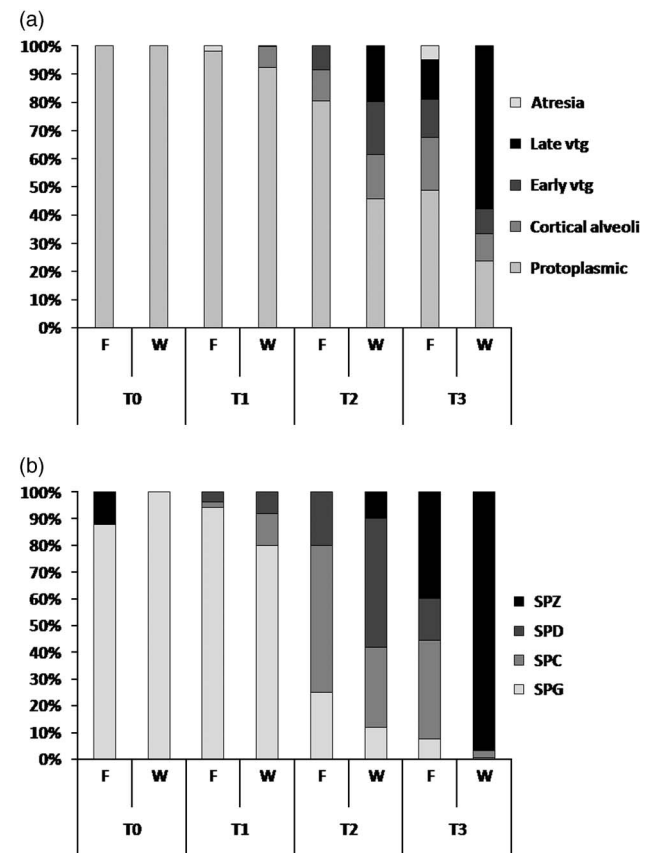 (a)
100%
90%
80%
70%
60%
50%
40%
30%
20%
10%
0%
Atresia
Late vtg
Early vtg
Cortical alveoli
Protoplasmic
F W F W F W F W
T0 T1 T2 T3
(b)
100%
90%
80%
70%
60%
50%
40%
30%
20%
10%
0%
SPZ
SPD
SPC
SPG
F W F W F W F W
T0 T1 T2 T3